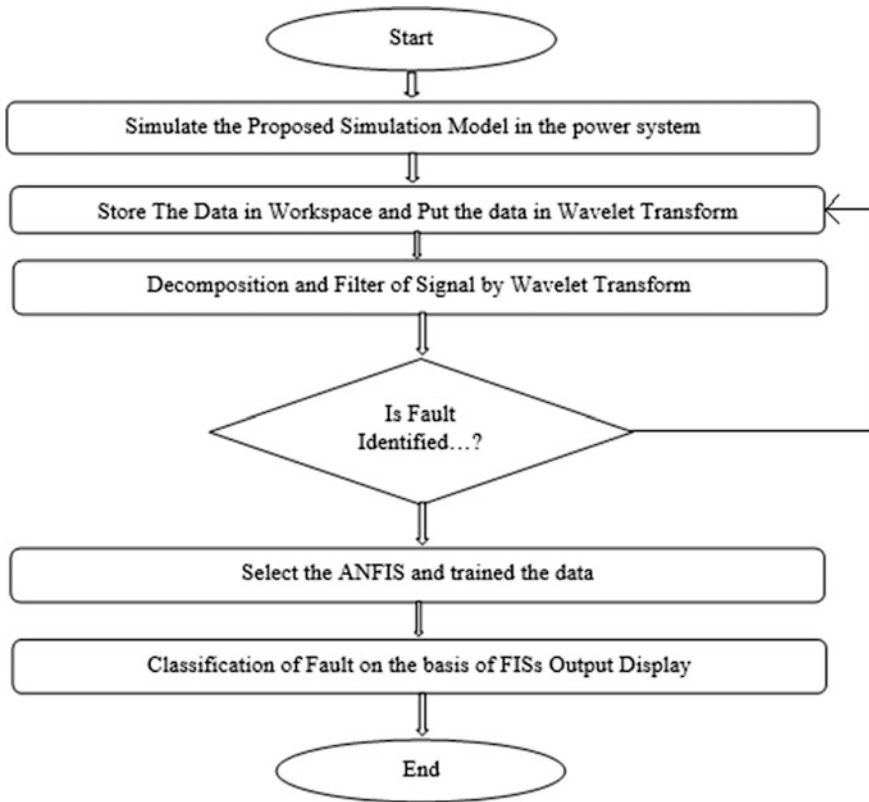 Start
Simulate the Proposed Simulation Model in the power system
Store The Data in Workspace and Put the data in Wavelet Transform
Decomposition and Filter of Signal by Wavelet Transform
Is Fault
Identified...?
Select the ANFIS and trained the data
Classification of Fault on the basis of FISs Output Display
End